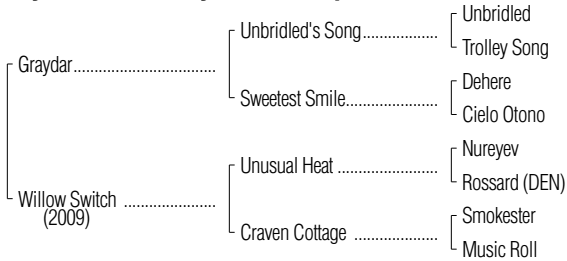 Unbridled
Unbridled's Song..................
Trolley Song
Graydar................................
Dehere
Sweetest Smile.....................
Cielo Otono
Nureyev
Unusual Heat .......................
Rossard (DEN)
Willow Switch .....................
(2009)
Smokester
Craven Cottage ...................
Music Roll